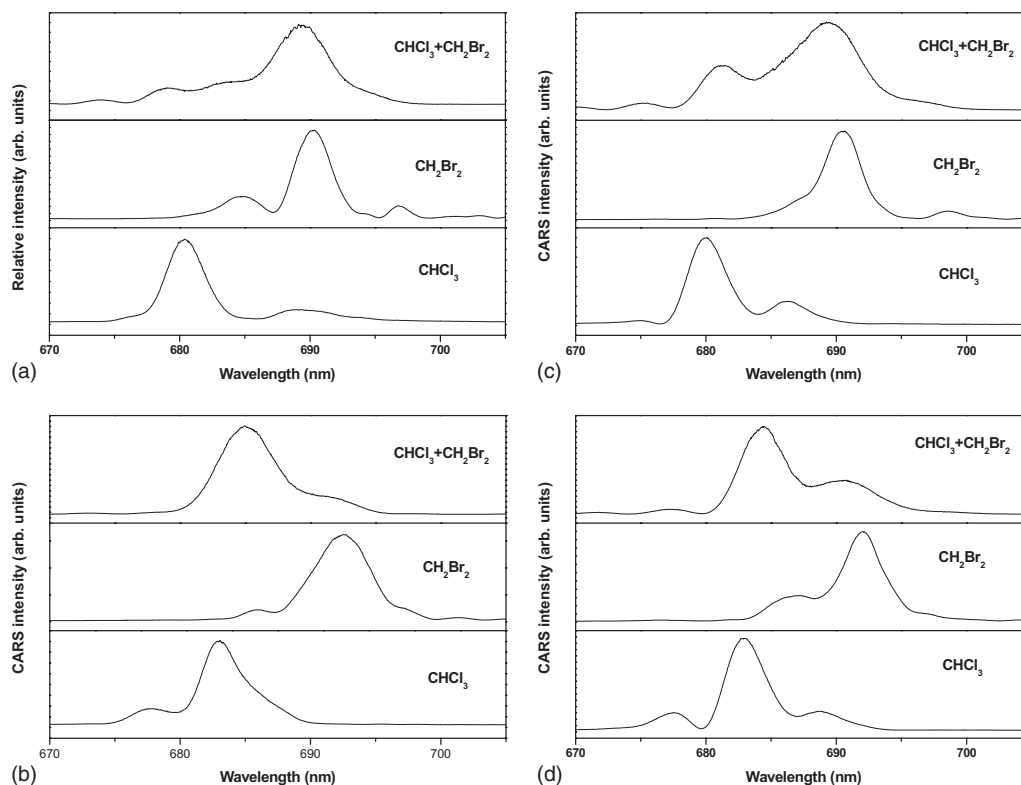 Relative intensity (arb. units)
CHCl₃+CH₂Br₂
CH₂Br₂
CHCl₃
670 680 690 700
Wavelength (nm)
(a)
CARS intensity (arb. units)
CHCl₃+CH₂Br₂
CH₂Br₂
CHCl₃
670 680 690 700
Wavelength (nm)
(c)
CARS intensity (arb. units)
CHCl₃+CH₂Br₂
CH₂Br₂
CHCl₃
670 680 690 700
Wavelength (nm)
(b)
CARS intensity (arb. units)
CHCl₃+CH₂Br₂
CH₂Br₂
CHCl₃
670 680 690 700
Wavelength (nm)
(d)